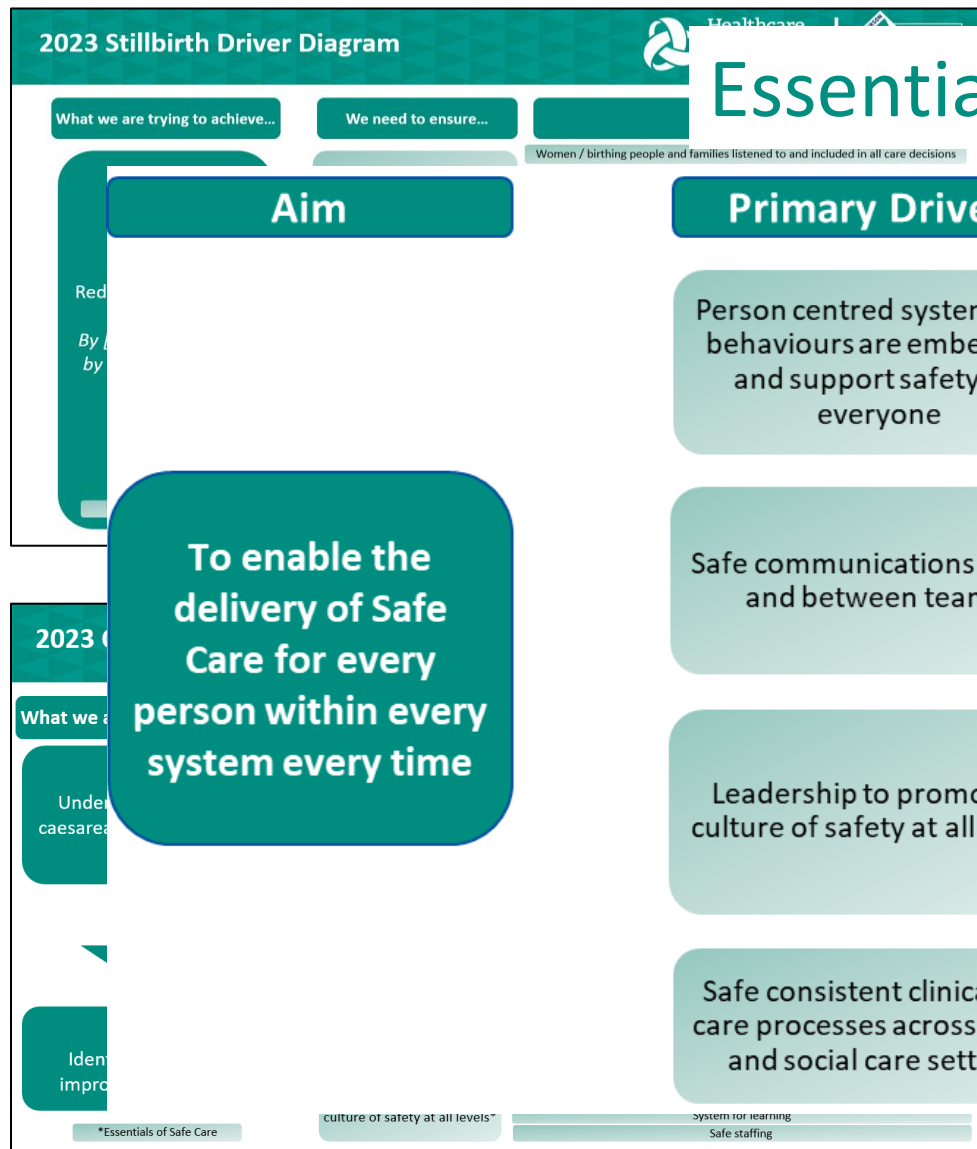 2023 Stillbirth Driver Diagram
Healthcare
Essentia
What we are trying to achieve...
We need to ensure...
Women / birthing people and families listened to and included in all care decisions
Aim
Primary Drive
Red
By [
by
Person centred system
behaviours are embe
and support safety
everyone
To enable the
delivery of Safe
Care for every
person within every
system every time
Safe communications
and between team
2023
What we a
Under
caesarea
Leadership to promo
culture of safety at all
Iden
impro
Safe consistent clinica
care processes across
and social care sett
culture of safety at all levels*
System for learning
*Essentials of Safe Care
Safe staffing